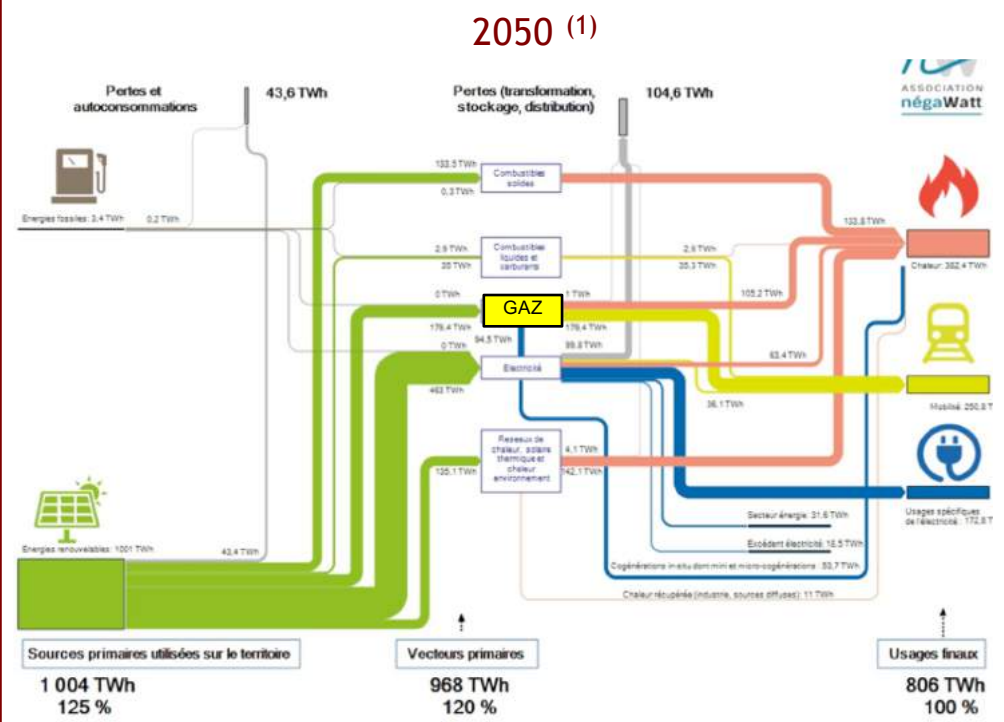 2050 (1)
ASSOCIATION
négaWatt
Pertes et
autoconsommations
43,6 TWh
Pertes (transformation,
stockage, distribution)
104,6 TWh
133,5 TWh
0,3 TWh
Combustibles
solides
133,8 TWh
Energies fossiles: 3,4 TWh
0,2 TWh
2,9 TWh
35 TWh
Combustibles
liquides et
carburants
2,6 TWh
35,3 TWh
Chaleur: 382,4 TWh
0 TWh
GAZ
1 TWh
105,2 TWh
179,4 TWh
179,4 TWh
94,5 TWh
0 TWh
99,8 TWh
63,4 TWh
Electricité
463 TWh
36,1 TWh
Mobilité: 250,8 T
Réseaux de
chaleur, solaire
thermique et
chaleur
environnement
4,1 TWh
135,1 TWh
142,1 TWh
Usages spécifiques
de l'électricité : 172,8 T
Secteur énergie: 31,6 TWh
Energies renouvelables: 1001 TWh
43,4 TWh
Excédent électricité: 18,5 TWh
Cogénérations in-situ dont mini et micro-cogénérations : 53,7 TWh
Chaleur récupérée (industrie, sources diffuses): 11 TWh
Sources primaires utilisées sur le territoire
Vecteurs primaires
Usages finaux
1 004 TWh
968 TWh
806 TWh
125 %
120 %
100 %